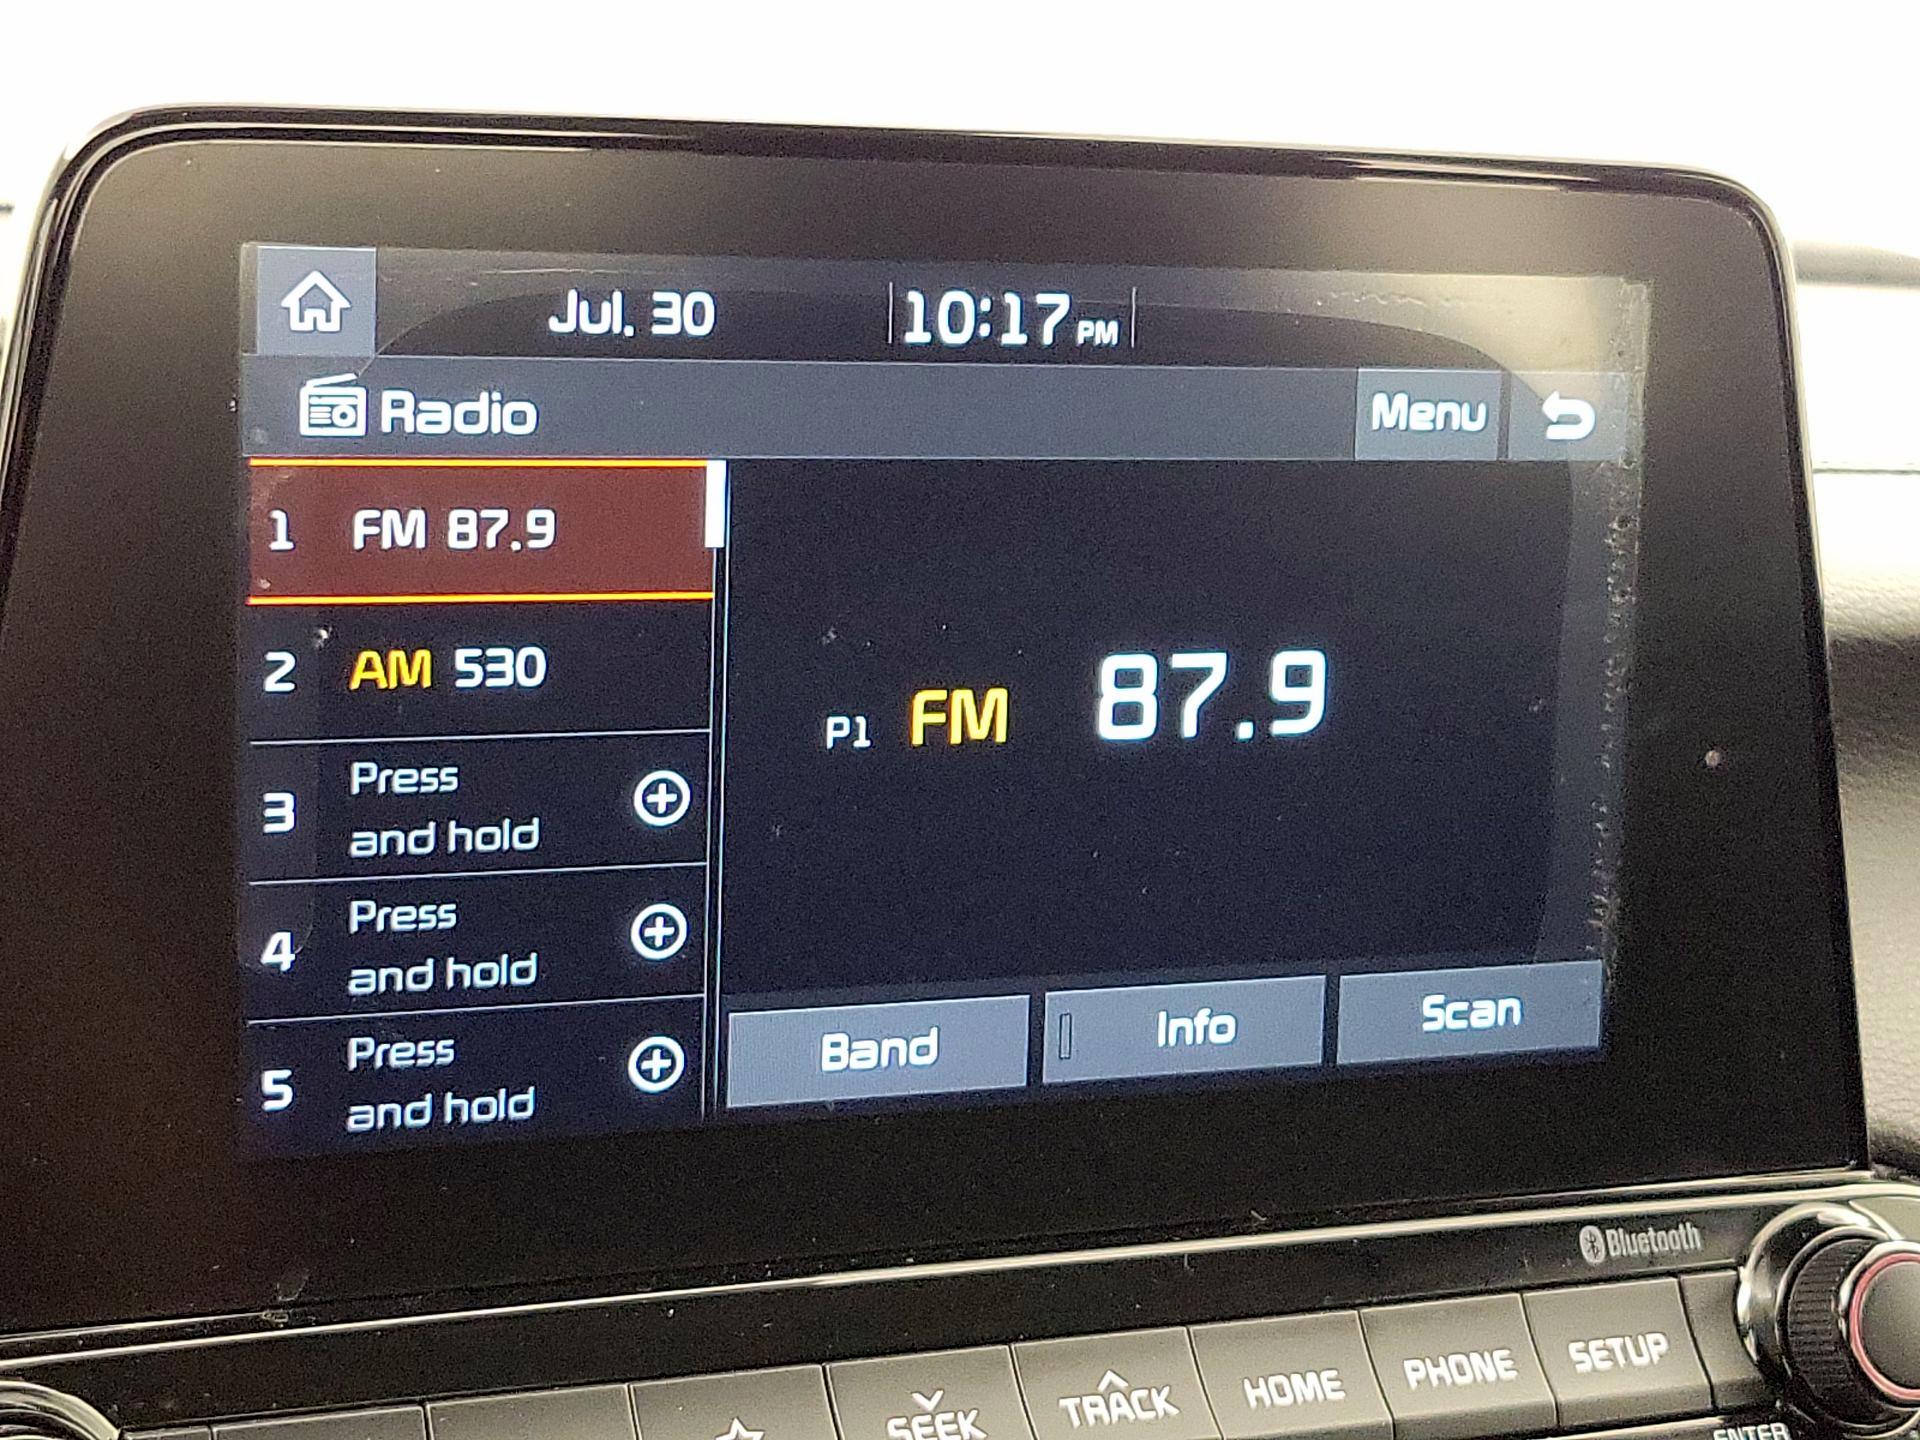 Jul. 30 10:17 PM
Radio Menu
1 FM 87.9
2 AM 530
P1 FM 87.9
3 Press
and hold
4 Press
and hold
5 Press
and hold
Band Info Scan
Bluetooth
SEEK TRACK HOME PHONE SETUP
ENTER